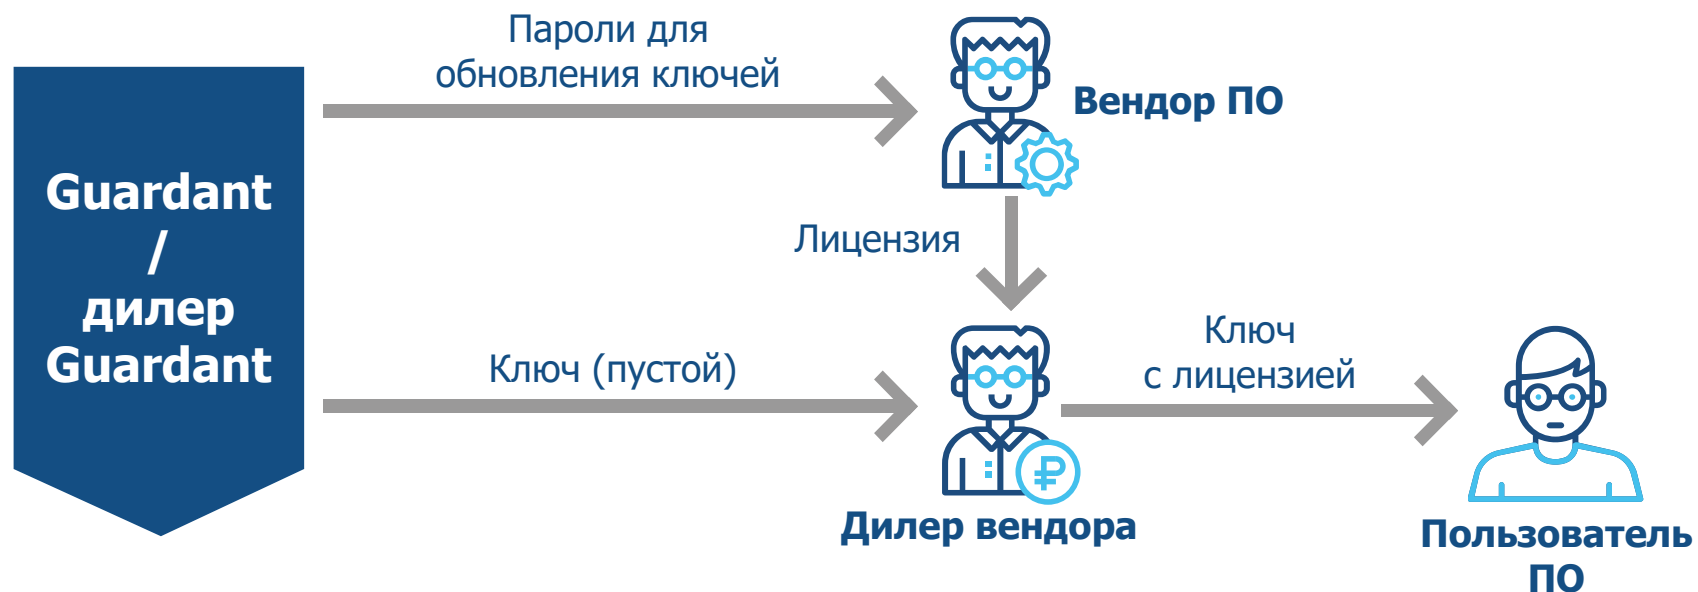 Пароли для
обновления ключей
Вендор ПО
Guardant
/
дилер
Guardant
Лицензия
Ключ (пустой)
Ключ
с лицензией
Дилер вендора
Пользователь
ПО